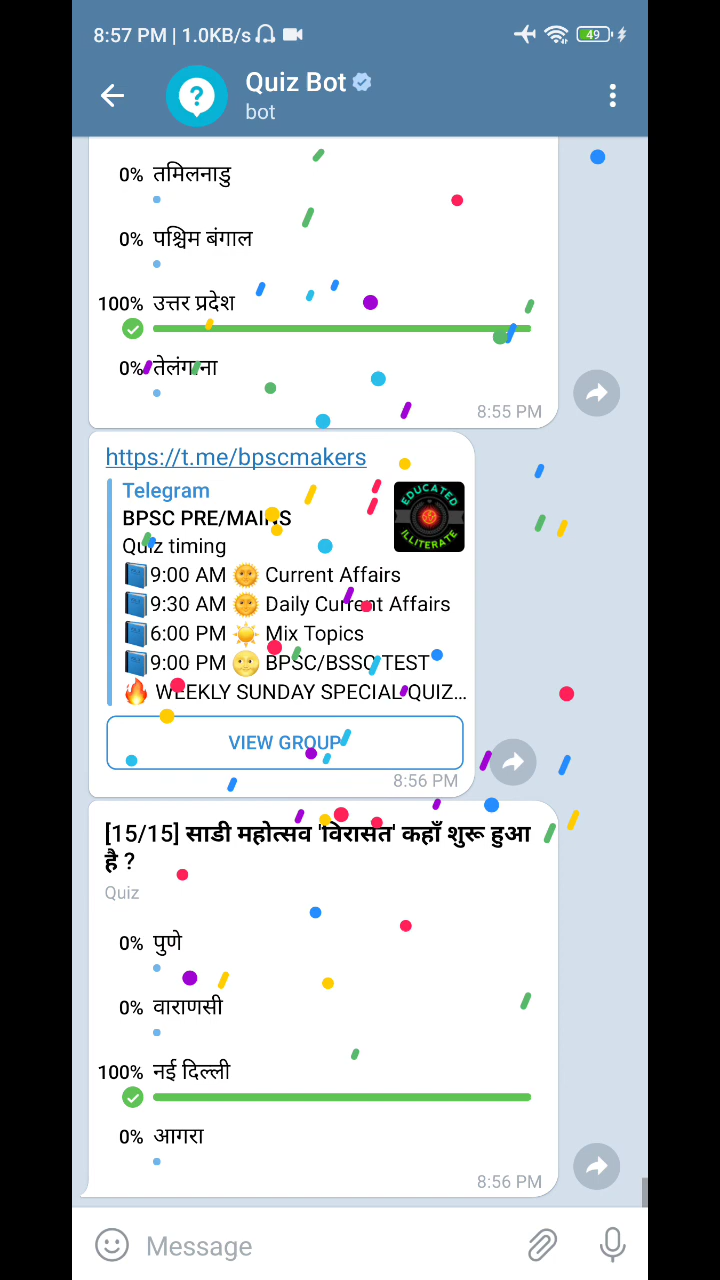 8:57 PM | 1.0KB/s
49
Quiz Bot
bot
0% तमिलनाडु
0% पश्चिम बंगाल
100% उत्तर प्रदेश
0% तेलंगाना
8:55 PM
https://t.me/bpscmakers
Telegram
BPSC PRE/MAINS
Quiz timing
📘9:00 AM 🌞 Current Affairs
📘9:30 AM 🌞 Daily Current Affairs
📘6:00 PM ☀️ Mix Topics
📘9:00 PM 🌝 BPSC/BSSC TEST
🔥 WEEKLY SUNDAY SPECIAL QUIZ...
EDUCATED
ILLITERATE
VIEW GROUP
8:56 PM
[15/15] साडी महोत्सव 'विरासत' कहाँ शुरू हुआ
है ?
Quiz
0% पुणे
0% वाराणसी
100% नई दिल्ली
0% आगरा
8:56 PM
Message